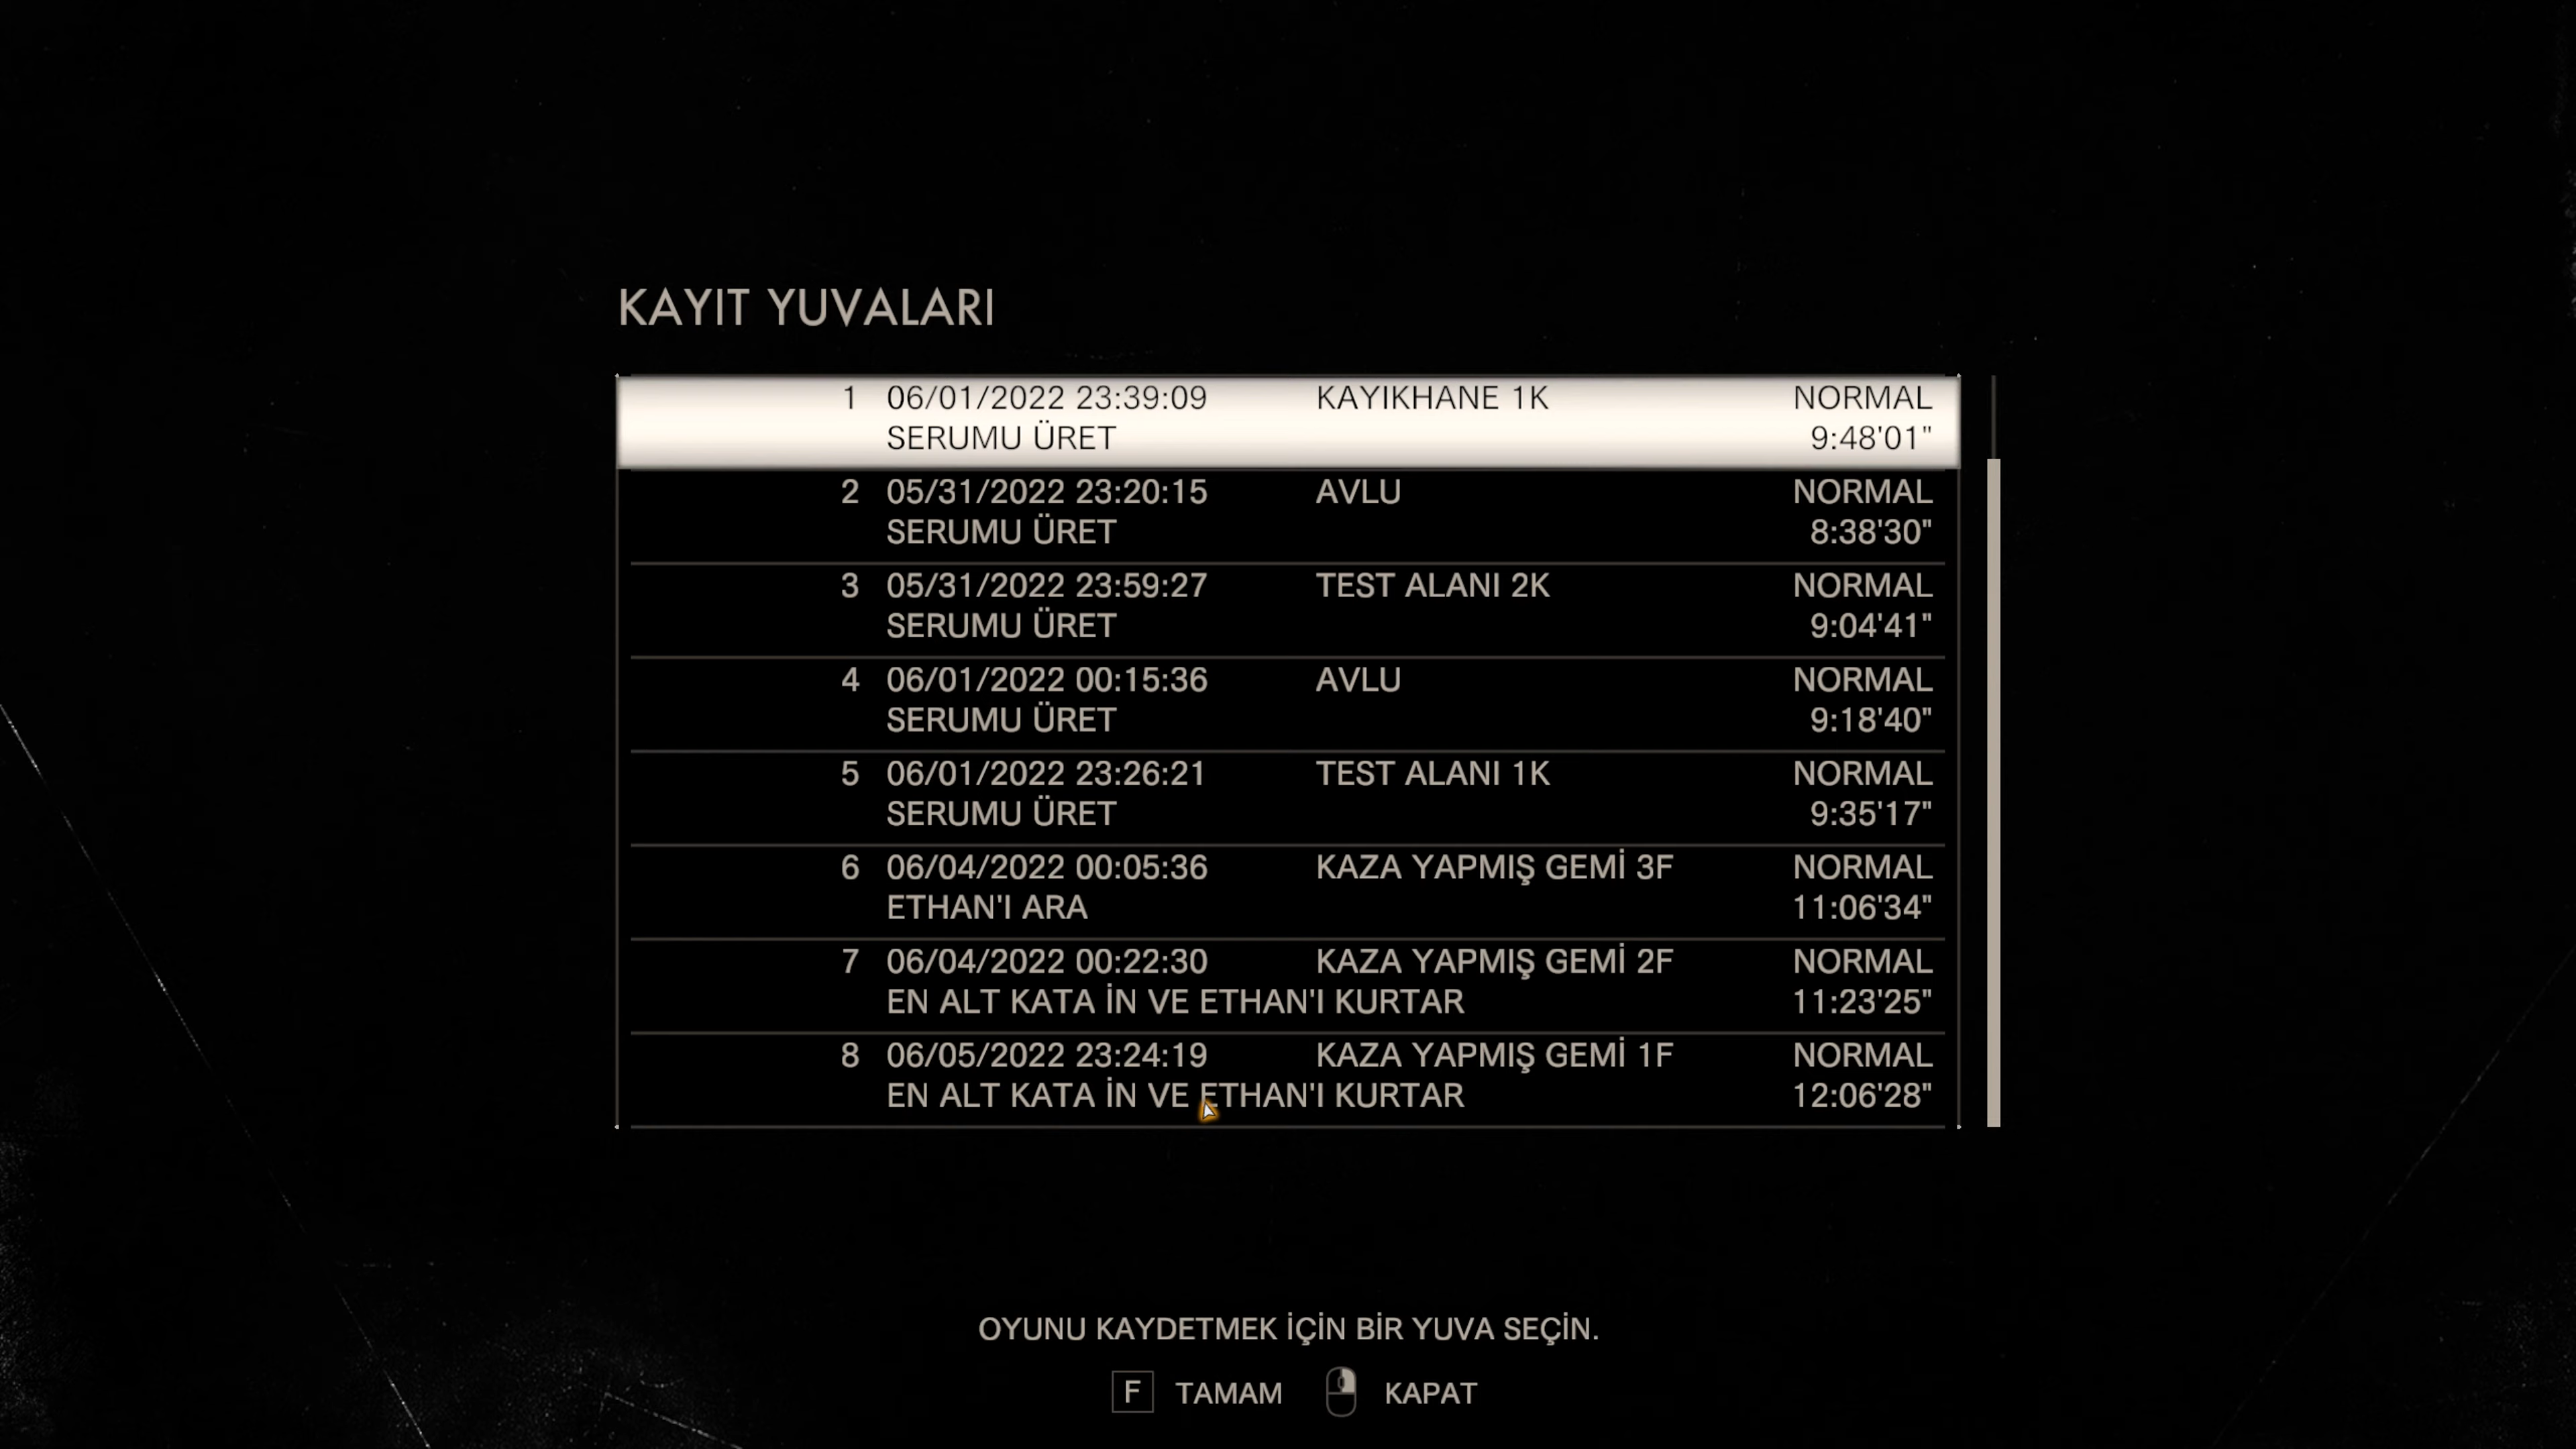 KAYIT YUVALARI
1 06/01/2022 23:39:09 KAYIKHANE 1K NORMAL
SERUMU ÜRET 9:48'01"
2 05/31/2022 23:20:15 AVLU NORMAL
SERUMU ÜRET 8:38'30"
3 05/31/2022 23:59:27 TEST ALANI 2K NORMAL
SERUMU ÜRET 9:04'41"
4 06/01/2022 00:15:36 AVLU NORMAL
SERUMU ÜRET 9:18'40"
5 06/01/2022 23:26:21 TEST ALANI 1K NORMAL
SERUMU ÜRET 9:35'17"
6 06/04/2022 00:05:36 KAZA YAPMIŞ GEMİ 3F NORMAL
ETHAN'I ARA 11:06'34"
7 06/04/2022 00:22:30 KAZA YAPMIŞ GEMİ 2F NORMAL
EN ALT KATA İN VE ETHAN'I KURTAR 11:23'25"
8 06/05/2022 23:24:19 KAZA YAPMIŞ GEMİ 1F NORMAL
EN ALT KATA İN VE ETHAN'I KURTAR 12:06'28"
OYUNU KAYDETMEK İÇİN BİR YUVA SEÇİN.
F TAMAM KAPAT